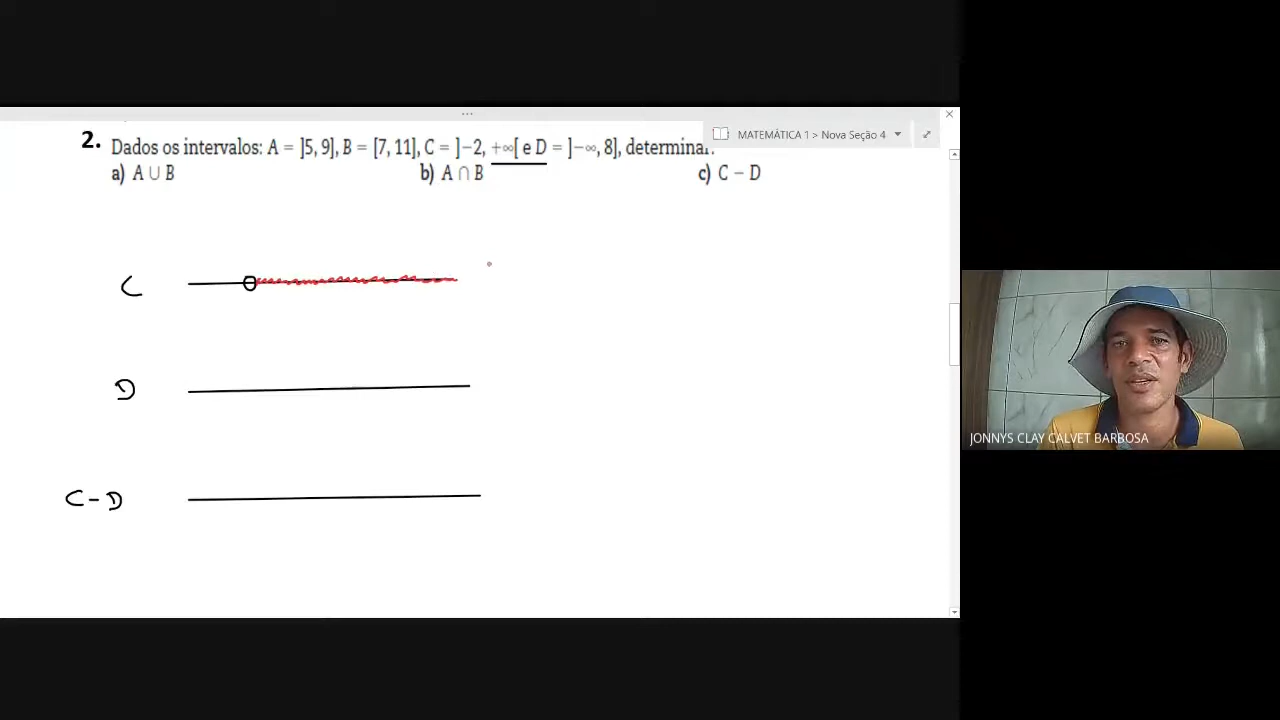 MATEMÁTICA 1 > Nova Seção 4
2. Dados os intervalos: A = ]5, 9], B = [7, 11], C = ]−2, +∞[ e D = ]−∞, 8], determinar:
a) A ∪ B b) A ∩ B c) C − D
C
D
C - D
JONNYS CLAY CALVET BARBOSA